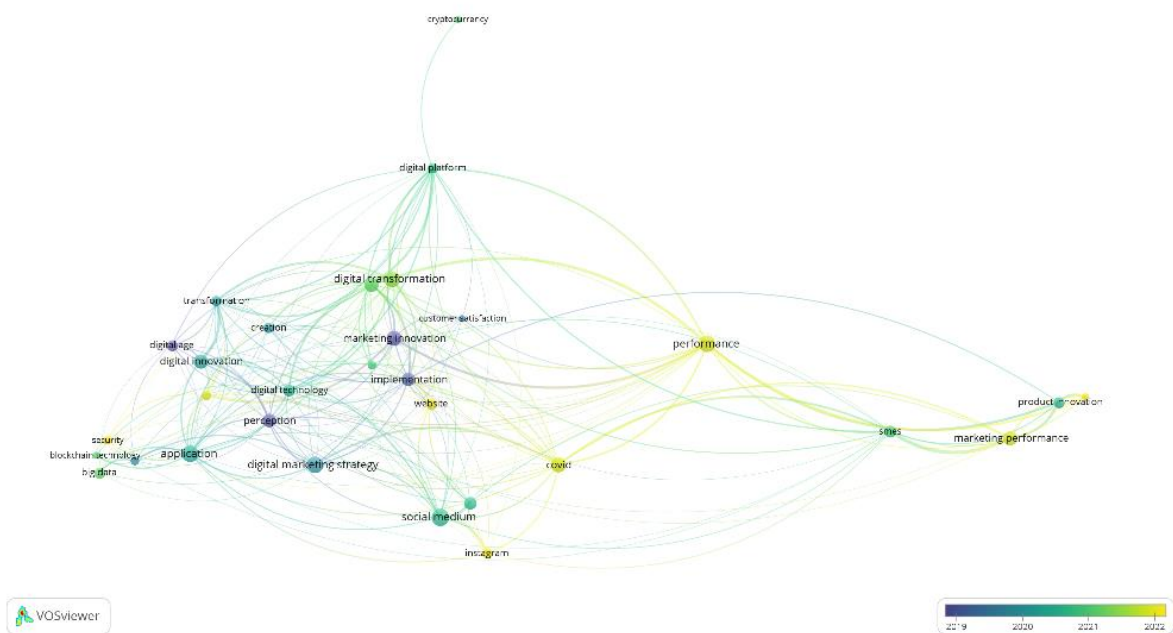 cryptocurrency
digital platform
digital transformation
transformation
customer satisfaction
creation
marketing innovation
digital age
performance
digital innovation
implementation
digital technology
website
product innovation
perception
smes
marketing performance
security
blockchain technology
application
big data
digital marketing strategy
covid
social medium
instagram
VOSviewer
2019 2020 2021 2022